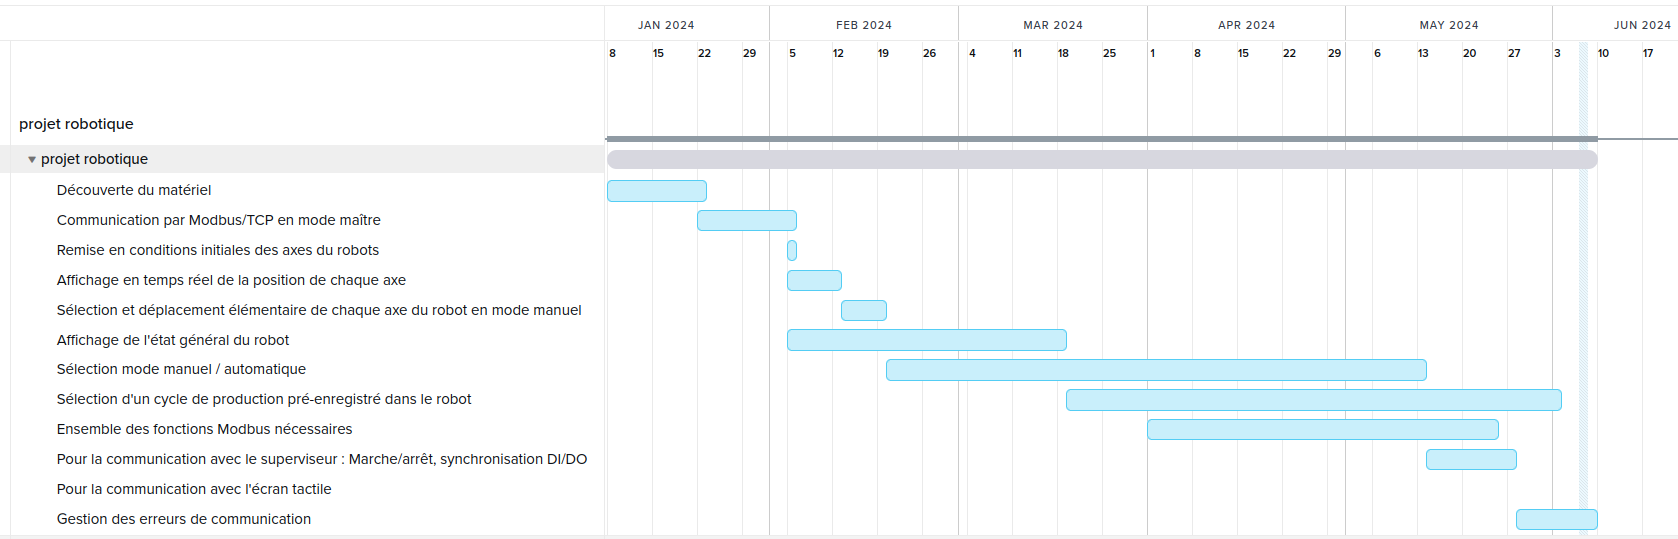 JAN 2024 FEB 2024 MAR 2024 APR 2024 MAY 2024 JUN 2024
8 15 22 29 5 12 19 26 4 11 18 25 1 8 15 22 29 6 13 20 27 3 10 17
projet robotique
projet robotique
Découverte du matériel
Communication par Modbus/TCP en mode maître
Remise en conditions initiales des axes du robots
Affichage en temps réel de la position de chaque axe
Sélection et déplacement élémentaire de chaque axe du robot en mode manuel
Affichage de l'état général du robot
Sélection mode manuel / automatique
Sélection d'un cycle de production pré-enregistré dans le robot
Ensemble des fonctions Modbus nécessaires
Pour la communication avec le superviseur : Marche/arrêt, synchronisation DI/DO
Pour la communication avec l'écran tactile
Gestion des erreurs de communication